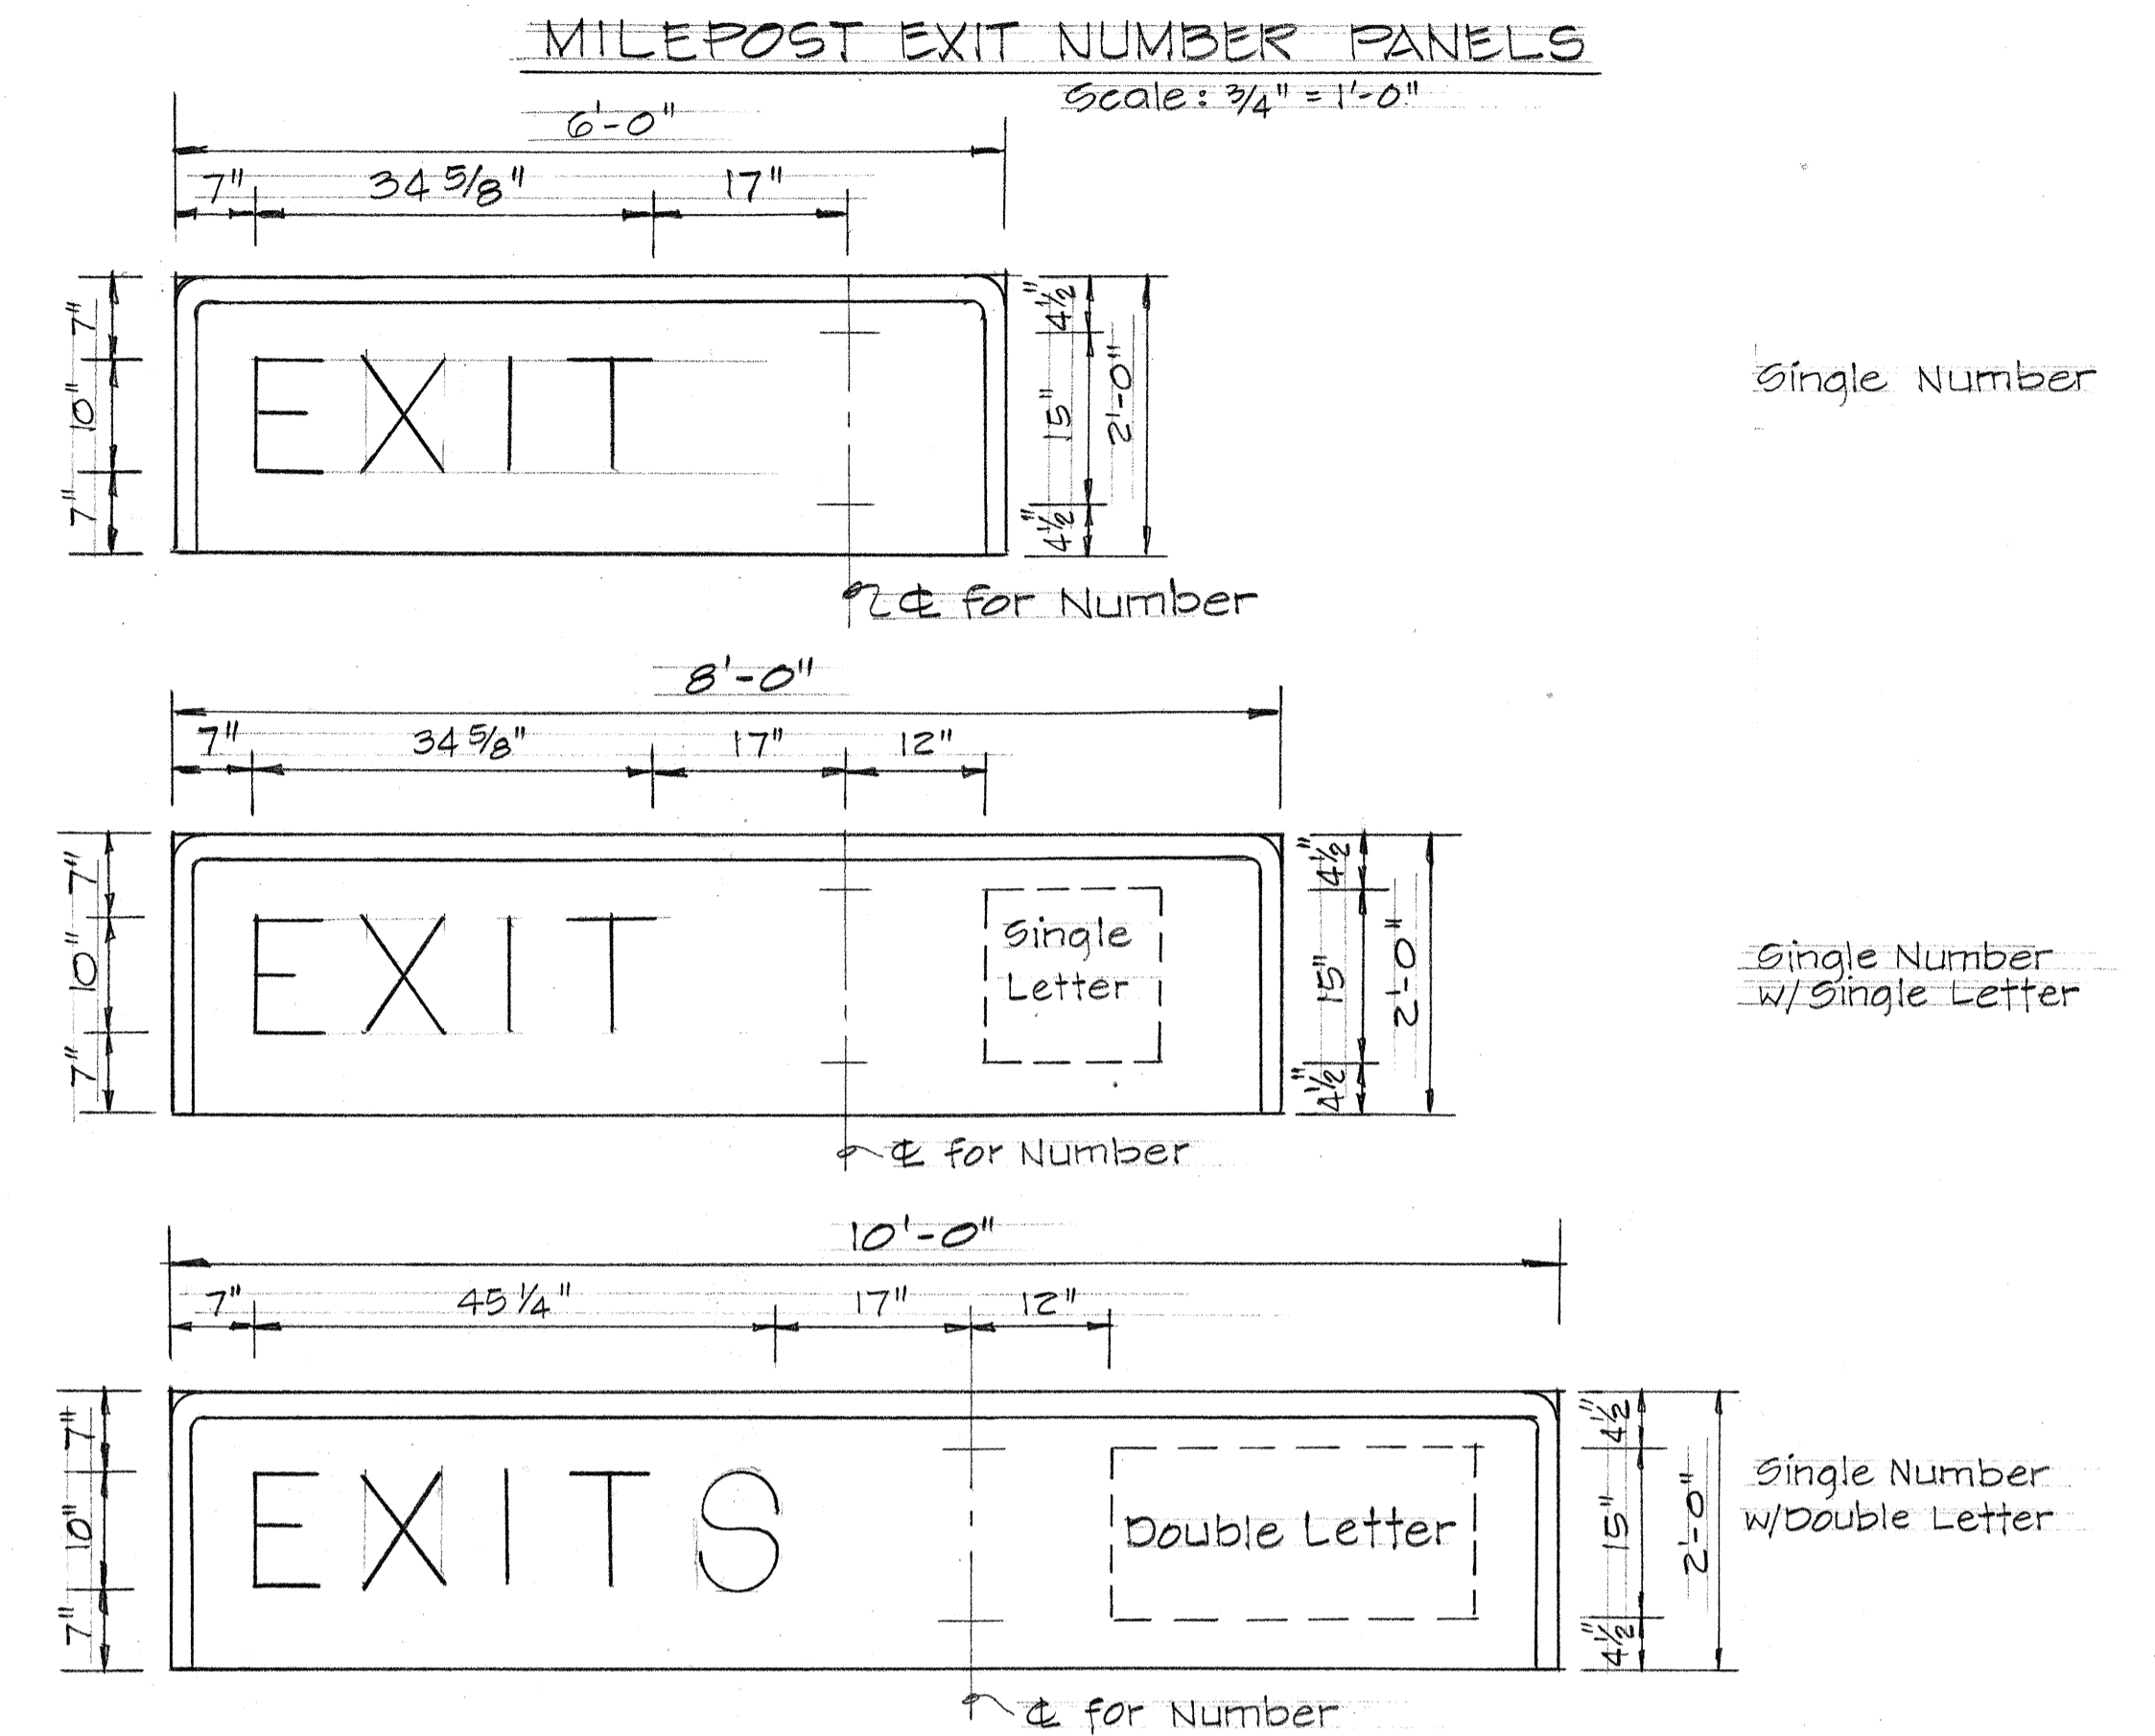 MILEPOST EXIT NUMBER PANELS
Scale: 3/4" = 1'-0"
6'-0"
7" 34 5/8" 17"
7" 10" 7"
EXIT
4½" 15" 4½"
2'-0"
Single Number
℄ for Number
8'-0"
7" 34 5/8" 17" 12"
7" 10" 7"
EXIT
Single
Letter
4½" 15" 4½"
2'-0"
Single Number
w/Single Letter
℄ for Number
10'-0"
7" 45 1/4" 17" 12"
7" 10" 7"
EXITS
Double Letter
4½" 15" 4½"
2'-0"
Single Number
w/Double Letter
℄ for Number